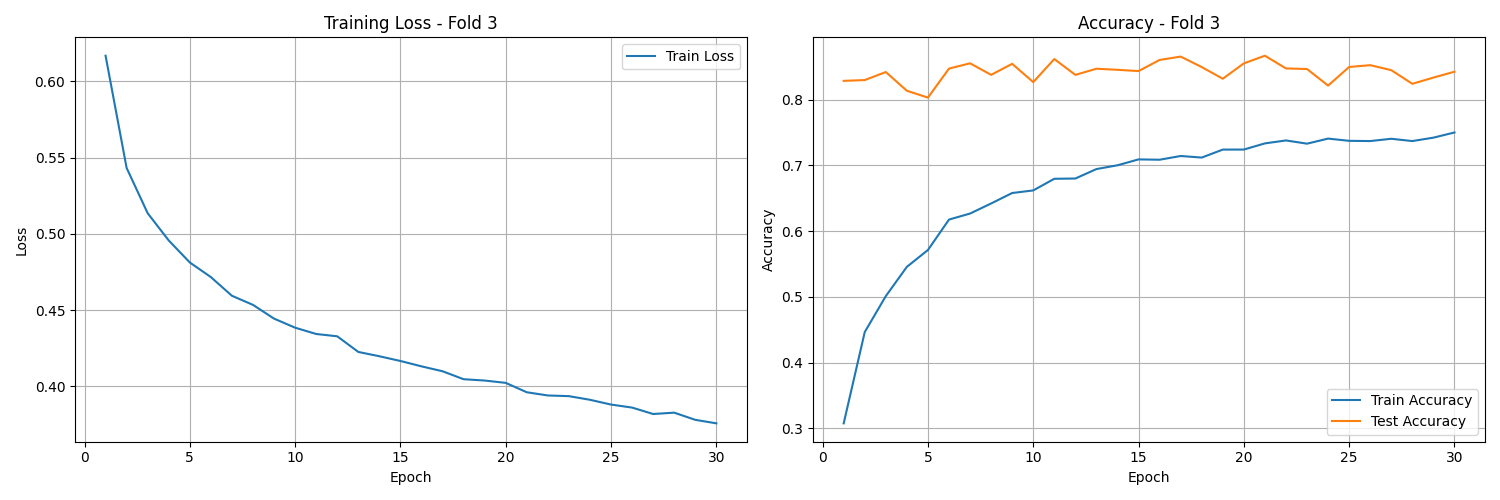 Training Loss - Fold 3
Train Loss
0.60
0.55
0.50
0.45
0.40
Loss
0 5 10 15 20 25 30
Epoch
Accuracy - Fold 3
0.8
0.7
0.6
0.5
0.4
0.3
Accuracy
Train Accuracy
Test Accuracy
0 5 10 15 20 25 30
Epoch